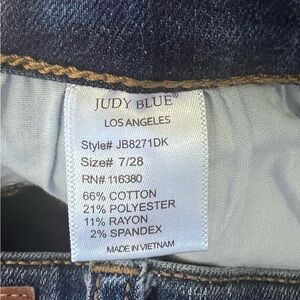 JUDY BLUE®
LOS ANGELES
Style# JB8271DK
Size# 7/28
RN# 116380
66% COTTON
21% POLYESTER
11% RAYON
2% SPANDEX
MADE IN VIETNAM